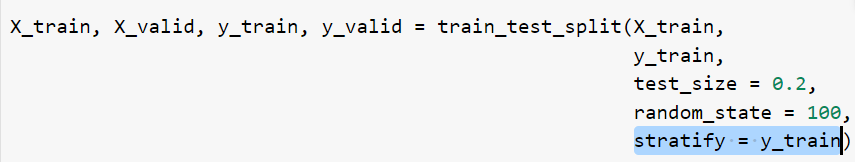 X_train, X_valid, y_train, y_valid = train_test_split(X_train,
y_train,
test_size = 0.2,
random_state = 100,
stratify = y_train)